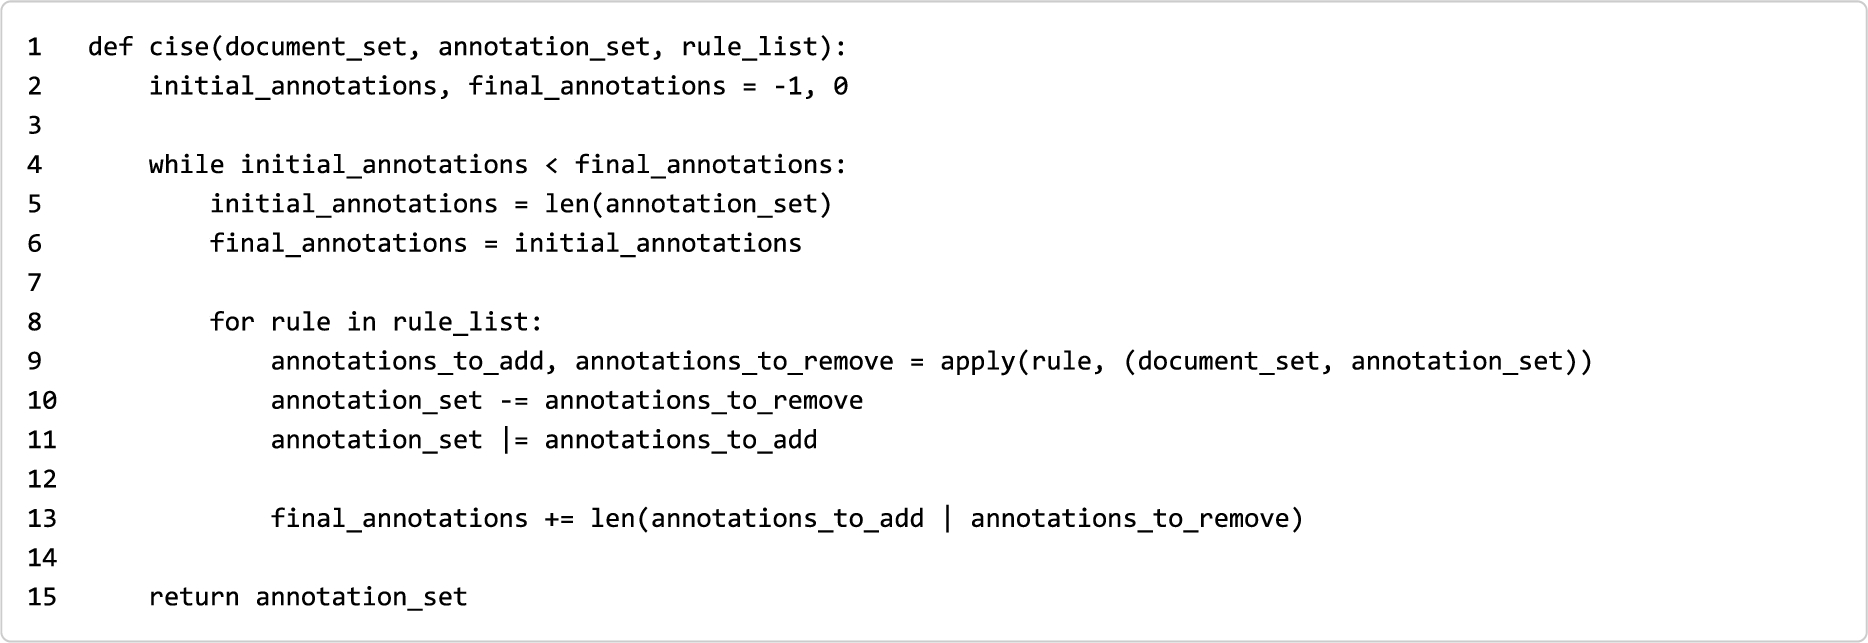 1 def cise(document_set, annotation_set, rule_list):
2     initial_annotations, final_annotations = -1, 0
3
4     while initial_annotations < final_annotations:
5         initial_annotations = len(annotation_set)
6         final_annotations = initial_annotations
7
8         for rule in rule_list:
9             annotations_to_add, annotations_to_remove = apply(rule, (document_set, annotation_set))
10             annotation_set -= annotations_to_remove
11             annotation_set |= annotations_to_add
12
13             final_annotations += len(annotations_to_add | annotations_to_remove)
14
15     return annotation_set